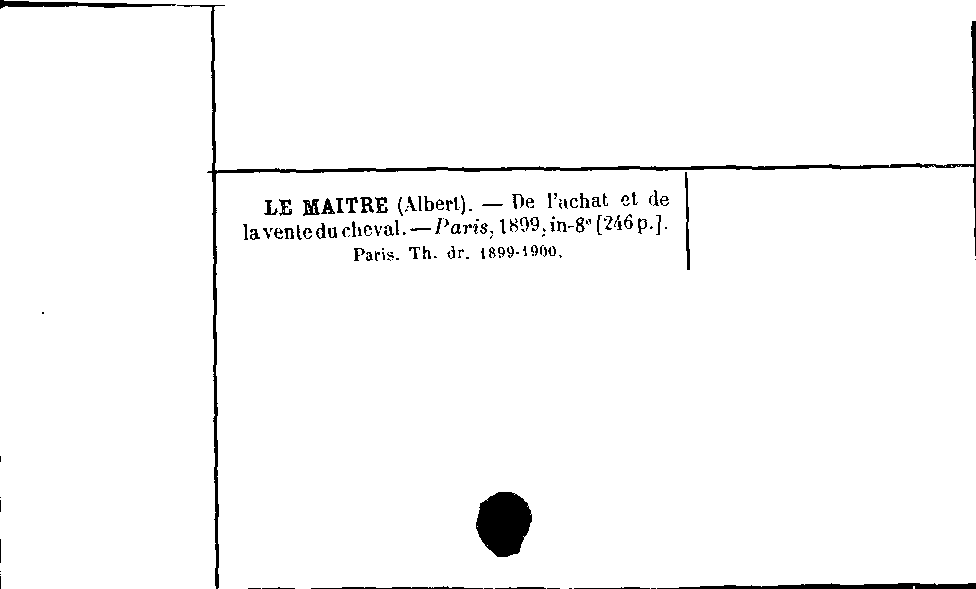 LE MAITRE (Albert). — De l'achat et de
la vente du cheval. — Paris, 1899, in-8° [246 p.].
Paris. Th. dr. 1899-1900.